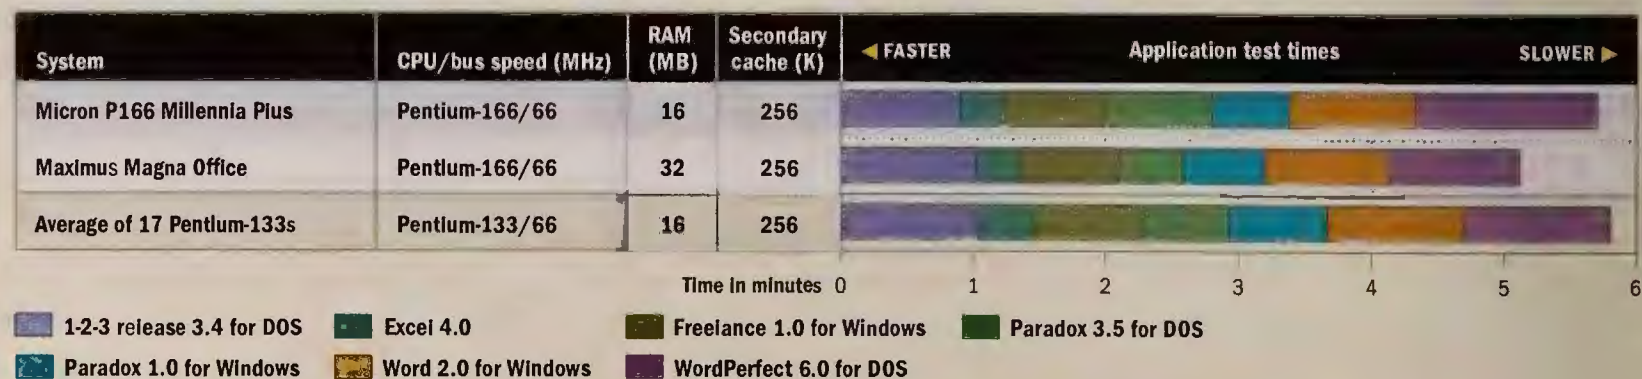 System CPU/bus speed (MHz) RAM (MB) Secondary cache (K) FASTER Application test times SLOWER
Micron P166 Millennia Plus Pentium-166/66 16 256
Maximus Magna Office Pentium-166/66 32 256
Average of 17 Pentium-133s Pentium-133/66 16 256
Time in minutes 0 1 2 3 4 5 6
1-2-3 release 3.4 for DOS Excel 4.0 Freelance 1.0 for Windows Paradox 3.5 for DOS
Paradox 1.0 for Windows Word 2.0 for Windows WordPerfect 6.0 for DOS